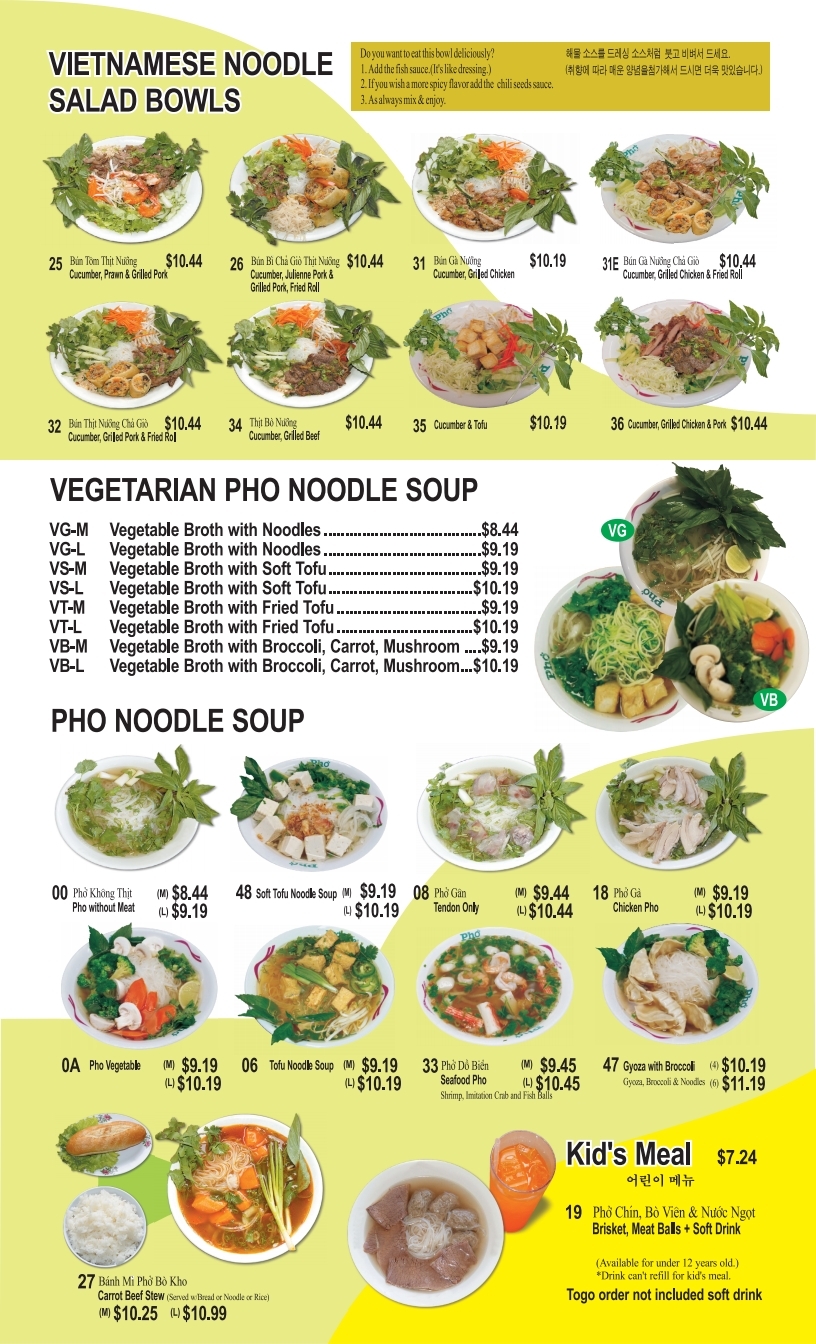 VIETNAMESE NOODLE
SALAD BOWLS
Do you want to eat this bowl deliciously?
1. Add the fish sauce.(It's like dressing.)
2. If you wish a more spicy flavor add the chili seeds sauce.
3. As always mix & enjoy.
해물 소스를 드레싱 소스처럼 붓고 비벼서 드세요.
(취향에 따라 매운 양념을첨가해서 드시면 더욱 맛있습니다.)
25 Bún Tôm Thịt Nướng $10.44
Cucumber, Prawn & Grilled Pork
26 Bún Bì Chả Giò Thịt Nướng $10.44
Cucumber, Julienne Pork &
Grilled Pork, Fried Roll
31 Bún Gà Nướng $10.19
Cucumber, Grilled Chicken
31E Bún Gà Nướng Chả Giò $10.44
Cucumber, Grilled Chicken & Fried Roll
Phở
32 Bún Thịt Nướng Chả Giò $10.44
Cucumber, Grilled Pork & Fried Roll
34 Thịt Bò Nướng $10.44
Cucumber, Grilled Beef
35 Cucumber & Tofu $10.19
36 Cucumber, Grilled Chicken & Pork $10.44
VEGETARIAN PHO NOODLE SOUP
VG-M Vegetable Broth with Noodles $8.44
VG-L Vegetable Broth with Noodles $9.19
VS-M Vegetable Broth with Soft Tofu $9.19
VS-L Vegetable Broth with Soft Tofu $10.19
VT-M Vegetable Broth with Fried Tofu $9.19
VT-L Vegetable Broth with Fried Tofu $10.19
VB-M Vegetable Broth with Broccoli, Carrot, Mushroom $9.19
VB-L Vegetable Broth with Broccoli, Carrot, Mushroom $10.19
VG
VB
PHO NOODLE SOUP
00 Phở Không Thịt (M) $8.44
Pho without Meat (L) $9.19
48 Soft Tofu Noodle Soup (M) $9.19
(L) $10.19
08 Phở Gân (M) $9.44
Tendon Only (L) $10.44
18 Phở Gà (M) $9.19
Chicken Pho (L) $10.19
0A Pho Vegetable (M) $9.19
(L) $10.19
06 Tofu Noodle Soup (M) $9.19
(L) $10.19
33 Phở Dồ Biển (M) $9.45
Seafood Pho (L) $10.45
Shrimp, Imitation Crab and Fish Balls
47 Gyoza with Broccoli (4) $10.19
Gyoza, Broccoli & Noodles (6) $11.19
27 Bánh Mì Phở Bò Kho
Carrot Beef Stew (Served w/Bread or Noodle or Rice)
(M) $10.25 (L) $10.99
Kid's Meal $7.24
어린이 메뉴
19 Phở Chín, Bò Viên & Nước Ngọt
Brisket, Meat Balls + Soft Drink
(Available for under 12 years old.)
*Drink can't refill for kid's meal.
Togo order not included soft drink